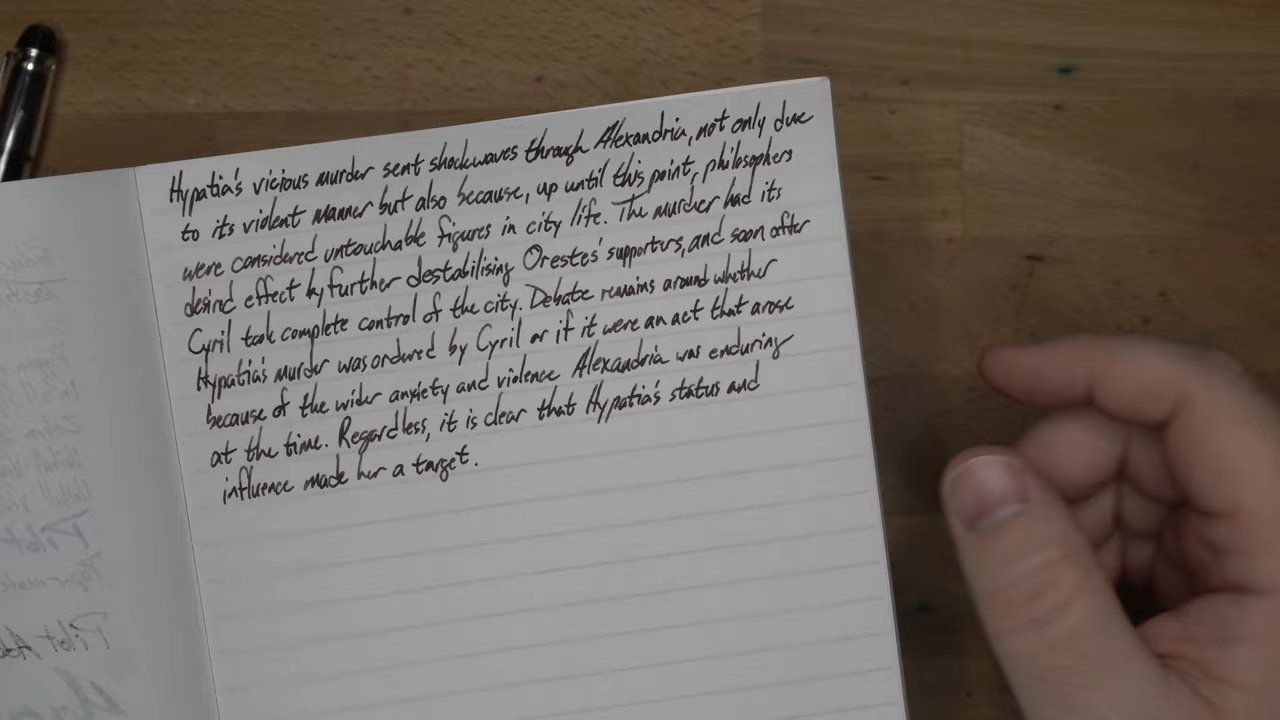 Hypatia's vicious murder sent shockwaves through Alexandria, not only due
to its violent manner but also because, up until this point, philosophers
were considered untouchable figures in city life. The murder had its
desired effect by further destabilising Orestes' supporters, and soon after
Cyril took complete control of the city. Debate remains around whether
Hypatia's murder was ordered by Cyril or if it were an act that arose
because of the wider anxiety and violence Alexandria was enduring
at the time. Regardless, it is clear that Hypatia's status and
influence made her a target.
Pilot
Pilot